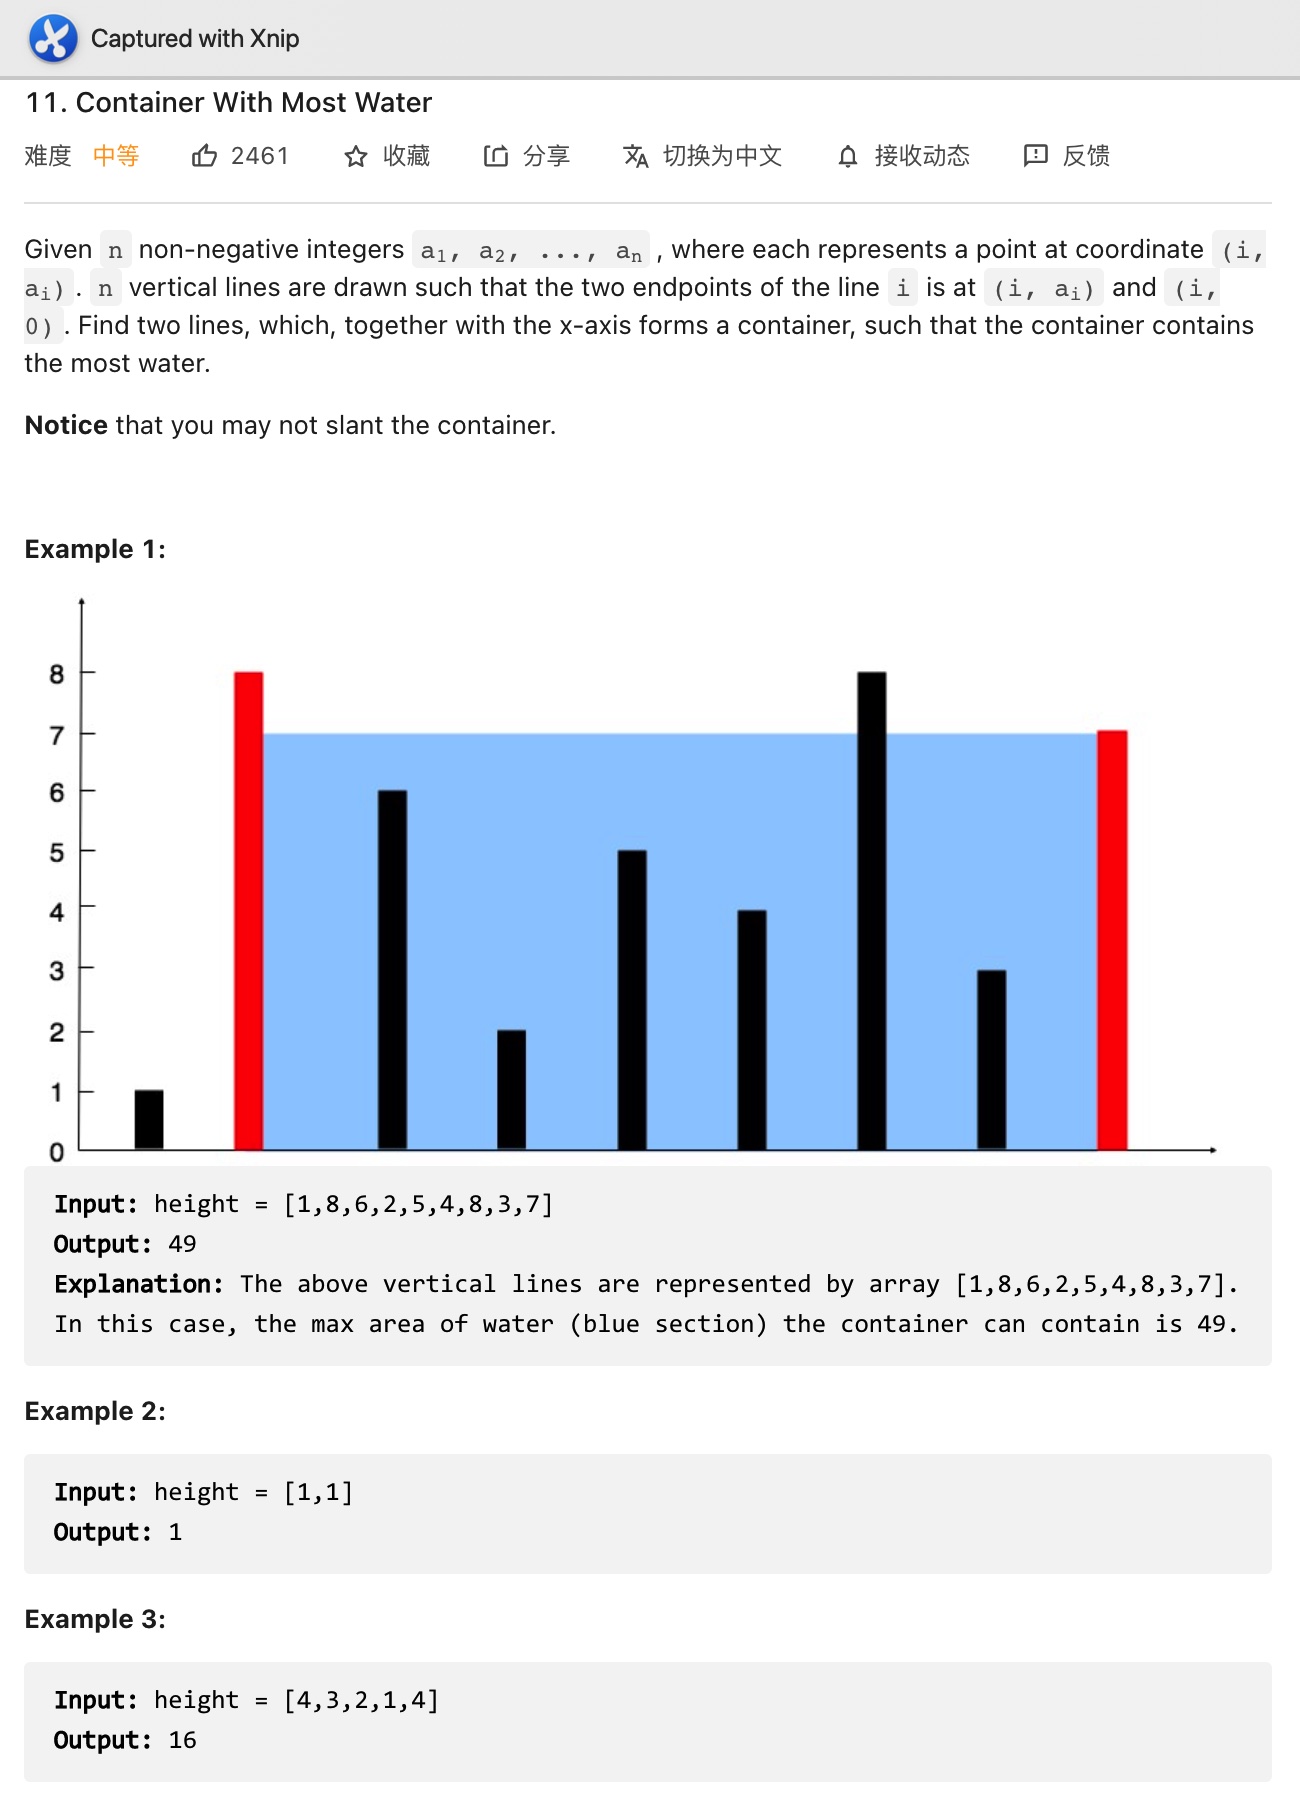 Captured with Xnip
11. Container With Most Water
难度 中等 2461 收藏 分享 切换为中文 接收动态 反馈
Given n non-negative integers a1, a2, ..., an , where each represents a point at coordinate (i,
ai) . n vertical lines are drawn such that the two endpoints of the line i is at (i, ai) and (i,
0) . Find two lines, which, together with the x-axis forms a container, such that the container contains
the most water.
Notice that you may not slant the container.
Example 1:
8
7
6
5
4
3
2
1
0
Input: height = [1,8,6,2,5,4,8,3,7]
Output: 49
Explanation: The above vertical lines are represented by array [1,8,6,2,5,4,8,3,7].
In this case, the max area of water (blue section) the container can contain is 49.
Example 2:
Input: height = [1,1]
Output: 1
Example 3:
Input: height = [4,3,2,1,4]
Output: 16